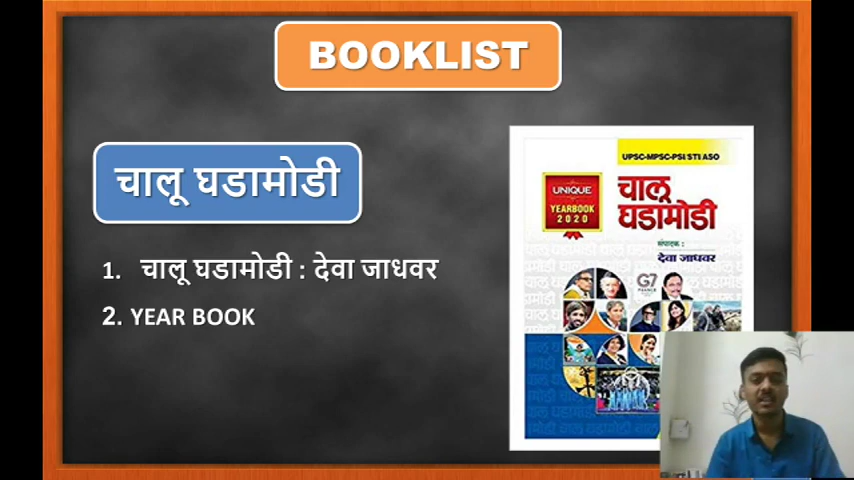 BOOKLIST
चालू घडामोडी
1. चालू घडामोडी : देवा जाधवर
2. YEAR BOOK
UPSC-MPSC-PSI/STI/ASO
UNIQUE
YEARBOOK
2020
चालू
घडामोडी
संपादक :
देवा जाधवर
G7